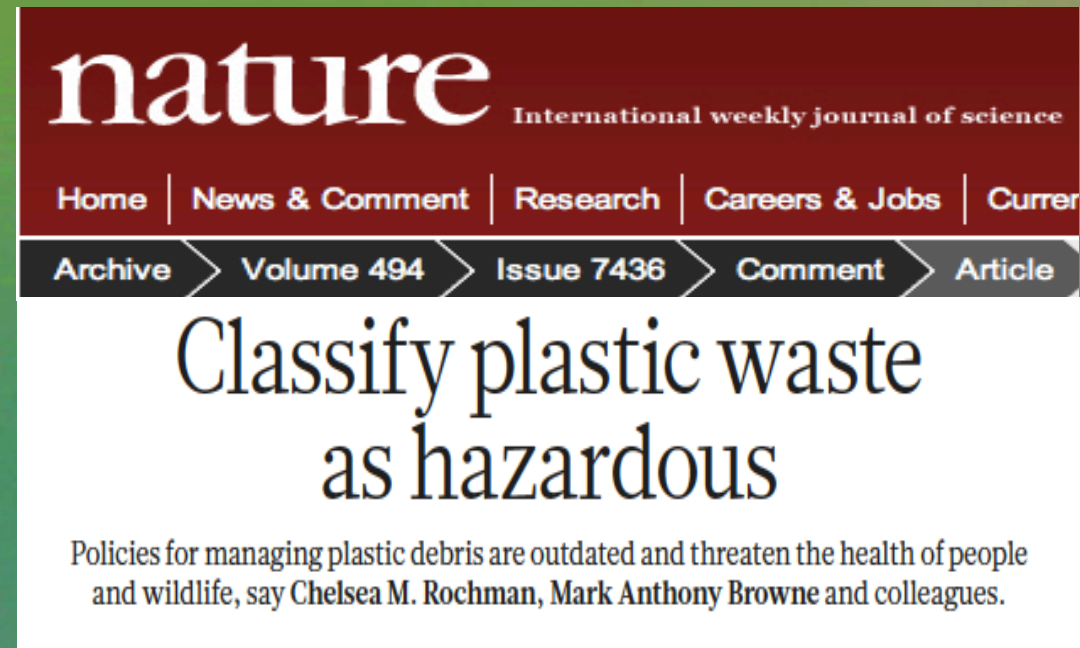 nature International weekly journal of science
Home News & Comment Research Careers & Jobs Curren
Archive Volume 494 Issue 7436 Comment Article
Classify plastic waste
as hazardous
Policies for managing plastic debris are outdated and threaten the health of people
and wildlife, say Chelsea M. Rochman, Mark Anthony Browne and colleagues.